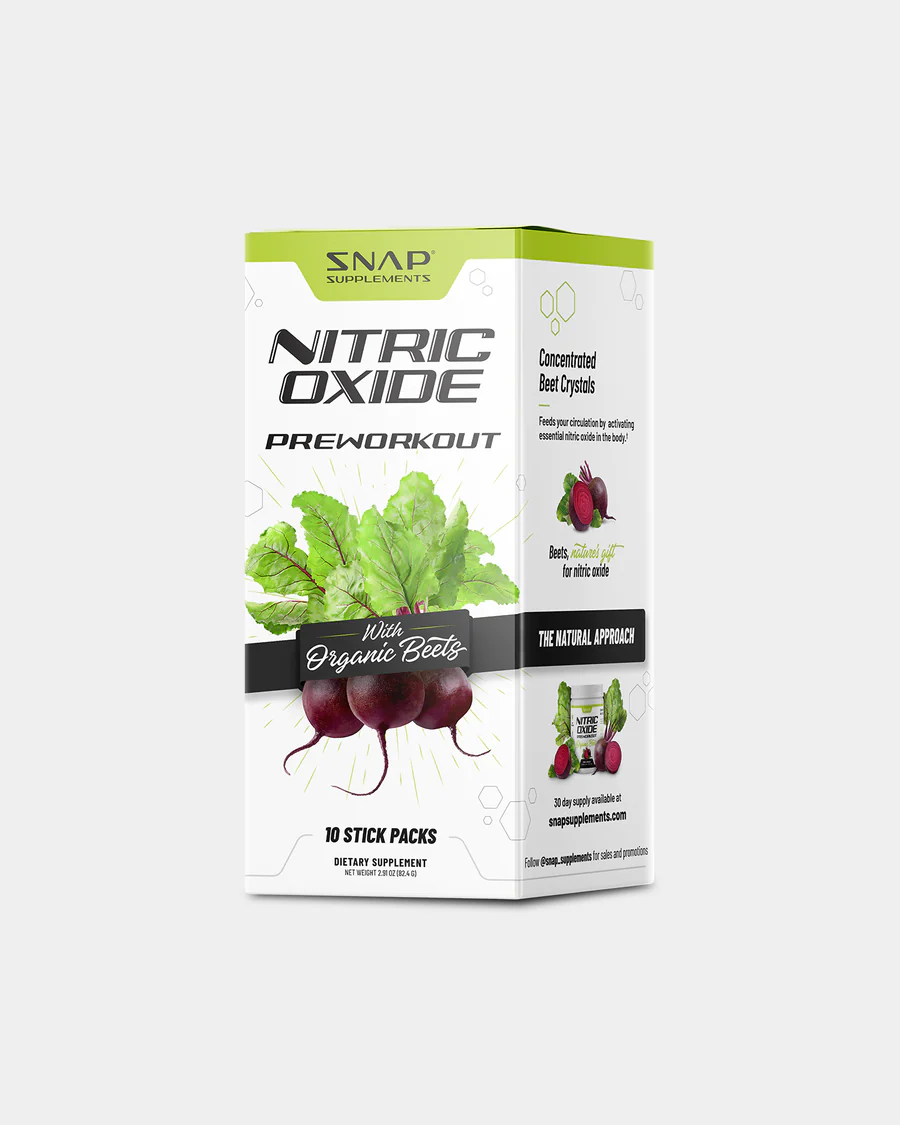 SNAP®
SUPPLEMENTS
NITRIC
OXIDE
PREWORKOUT
With
Organic Beets
10 STICK PACKS
DIETARY SUPPLEMENT
NET WEIGHT 2.91 OZ (82.4 G)
Concentrated
Beet Crystals
Feeds your circulation by activating
essential nitric oxide in the body.¹
Beets, nature's gift
for nitric oxide
THE NATURAL APPROACH
NITRIC
OXIDE
PREWORKOUT
30 day supply available at
snapsupplements.com
Follow @snap_supplements for sales and promotions